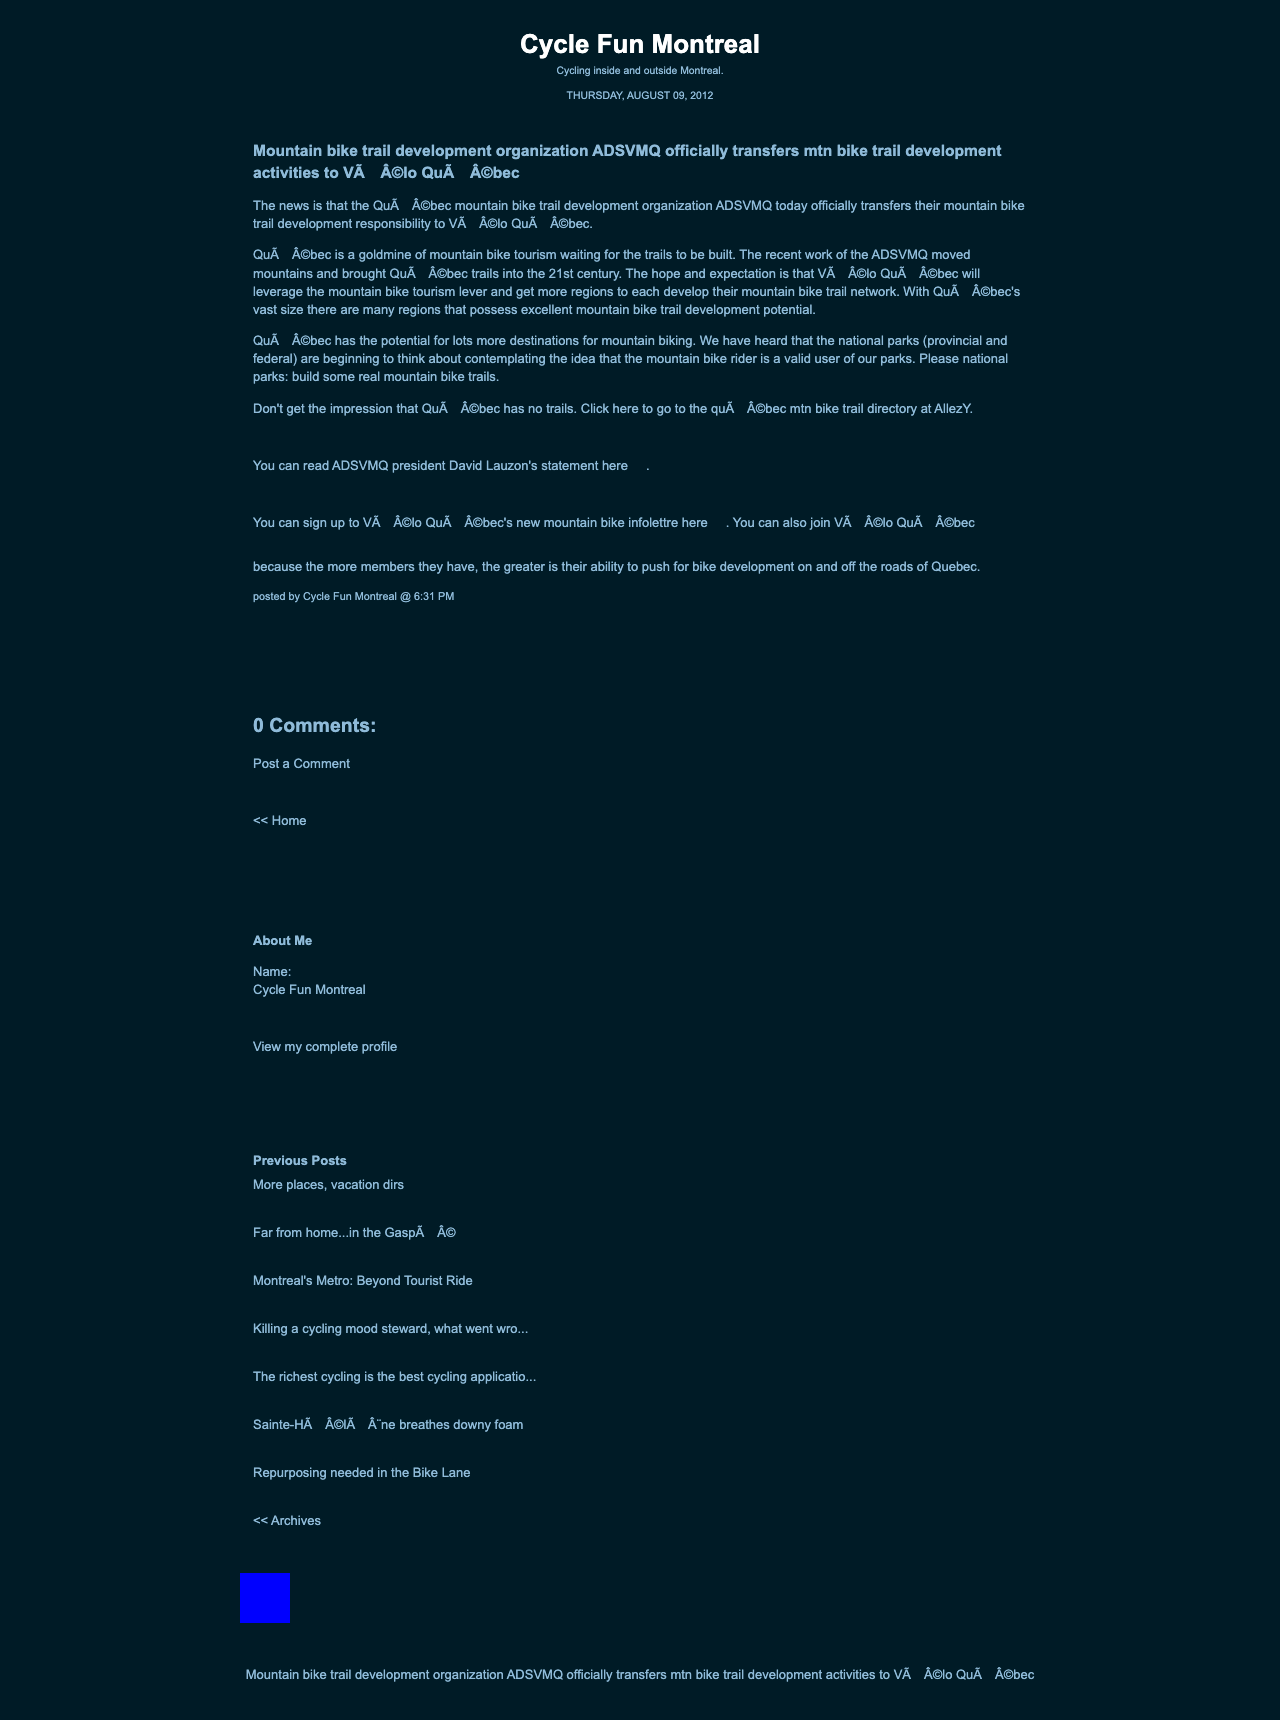 Cycle Fun Montreal
Cycling inside and outside Montreal.
THURSDAY, AUGUST 09, 2012
Mountain bike trail development organization ADSVMQ officially transfers mtn bike trail development
activities to VÃ Â©lo QuÃ Â©bec
The news is that the QuÃ Â©bec mountain bike trail development organization ADSVMQ today officially transfers their mountain bike
trail development responsibility to VÃ Â©lo QuÃ Â©bec.
QuÃ Â©bec is a goldmine of mountain bike tourism waiting for the trails to be built. The recent work of the ADSVMQ moved
mountains and brought QuÃ Â©bec trails into the 21st century. The hope and expectation is that VÃ Â©lo QuÃ Â©bec will
leverage the mountain bike tourism lever and get more regions to each develop their mountain bike trail network. With QuÃ Â©bec's
vast size there are many regions that possess excellent mountain bike trail development potential.
QuÃ Â©bec has the potential for lots more destinations for mountain biking. We have heard that the national parks (provincial and
federal) are beginning to think about contemplating the idea that the mountain bike rider is a valid user of our parks. Please national
parks: build some real mountain bike trails.
Don't get the impression that QuÃ Â©bec has no trails. Click here to go to the quÃ Â©bec mtn bike trail directory at AllezY.
You can read ADSVMQ president David Lauzon's statement here .
You can sign up to VÃ Â©lo QuÃ Â©bec's new mountain bike infolettre here . You can also join VÃ Â©lo QuÃ Â©bec
because the more members they have, the greater is their ability to push for bike development on and off the roads of Quebec.
posted by Cycle Fun Montreal @ 6:31 PM
0 Comments:
Post a Comment
<< Home
About Me
Name:
Cycle Fun Montreal
View my complete profile
Previous Posts
More places, vacation dirs
Far from home...in the GaspÃ Â©
Montreal's Metro: Beyond Tourist Ride
Killing a cycling mood steward, what went wro...
The richest cycling is the best cycling applicatio...
Sainte-HÃ Â©lÃ Â¨ne breathes downy foam
Repurposing needed in the Bike Lane
<< Archives
Mountain bike trail development organization ADSVMQ officially transfers mtn bike trail development activities to VÃ Â©lo QuÃ Â©bec